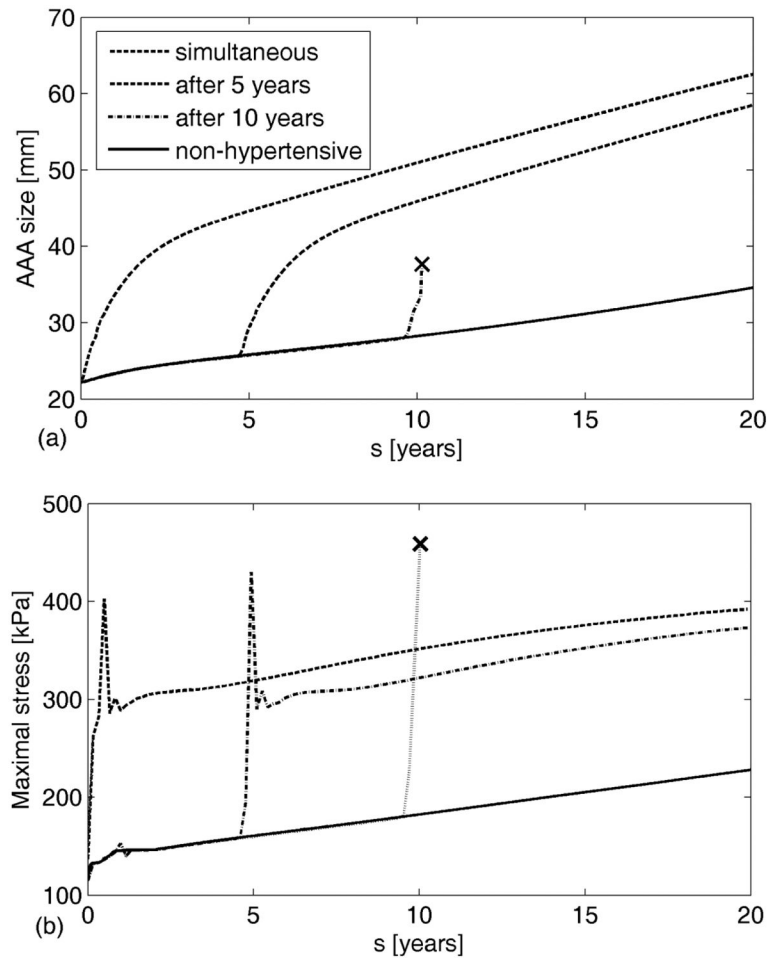 70
60
50
40
30
20
AAA size [mm]
simultaneous
after 5 years
after 10 years
non-hypertensive
0
5
10
15
20
(a)
s [years]
500
400
300
200
100
Maximal stress [kPa]
0
5
10
15
20
(b)
s [years]